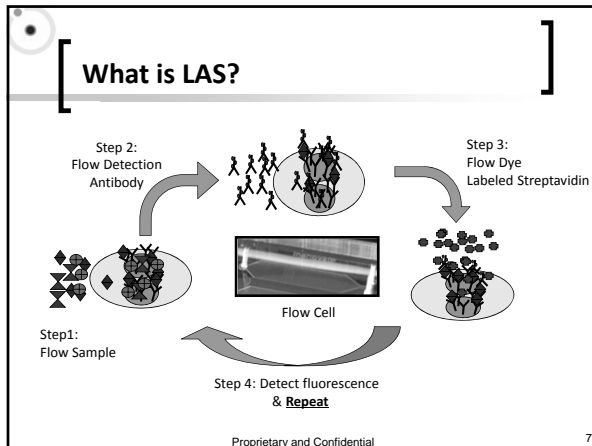 What is LAS?
Step 2:
Flow Detection
Antibody
Step 3:
Flow Dye
Labeled Streptavidin
Flow Cell
Step1:
Flow Sample
Step 4: Detect fluorescence
& Repeat
Proprietary and Confidential
7